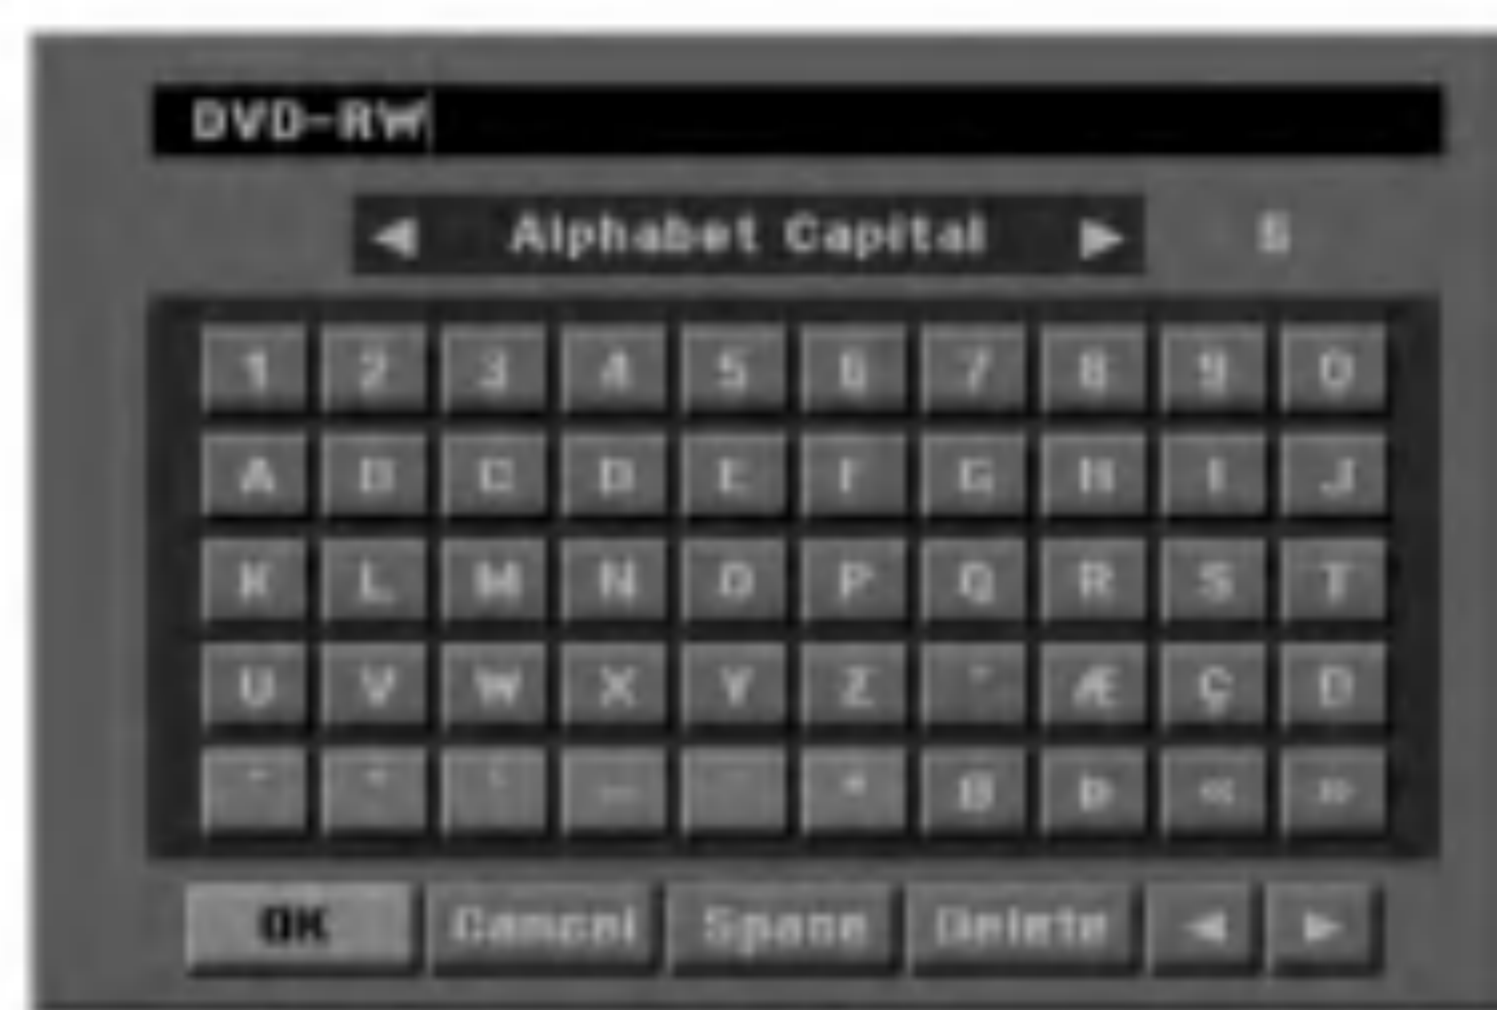 DVD-RW
◀ Alphabet Capital ▶
1 2 3 4 5 6 7 8 9 0
A B C D E F G H I J
K L M N O P Q R S T
U V W X Y Z Æ Ç Ð
Ø Þ « »
OK Cancel Space Delete ◀ ▶